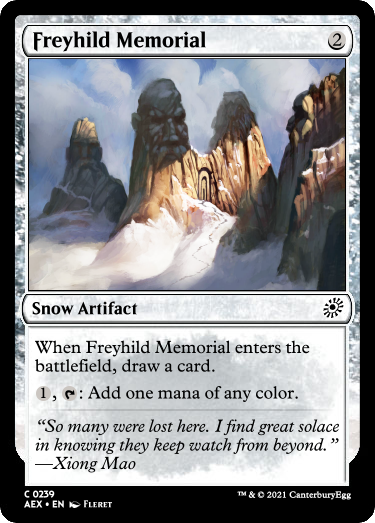 Freyhild Memorial 2
Snow Artifact
When Freyhild Memorial enters the
battlefield, draw a card.
1, : Add one mana of any color.
“So many were lost here. I find great solace
in knowing they keep watch from beyond.”
—Xiong Mao
C 0239
AEX • EN Fleret
™ & © 2021 CanterburyEgg